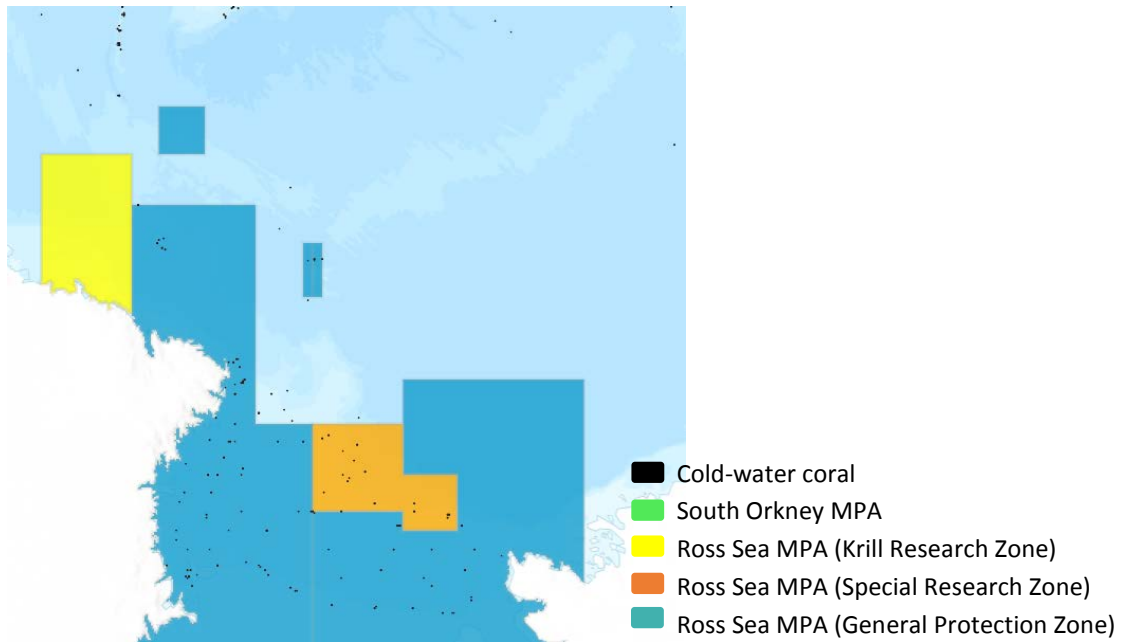 Cold-water coral
South Orkney MPA
Ross Sea MPA (Krill Research Zone)
Ross Sea MPA (Special Research Zone)
Ross Sea MPA (General Protection Zone)